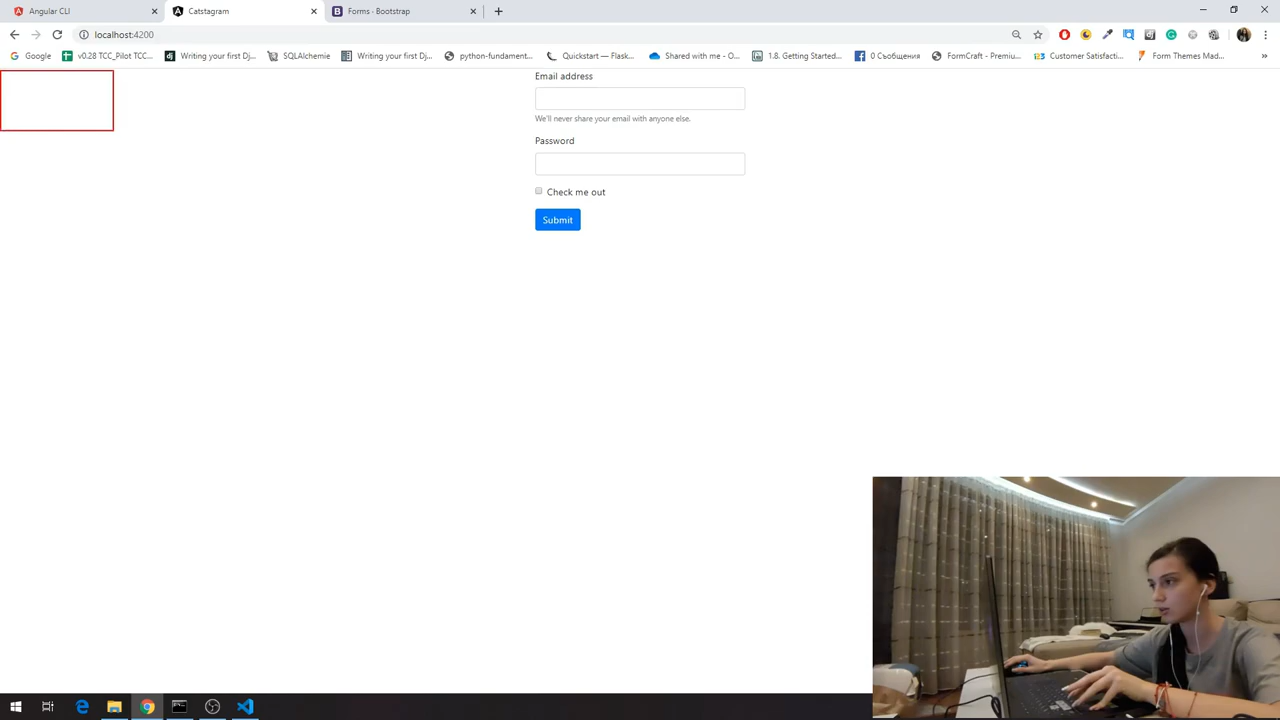 Angular CLI
Catstagram
Forms - Bootstrap
localhost:4200
Google
v0.28 TCC_Pilot TCC...
Writing your first Dj...
SQLAlchemie
Writing your first Dj...
python-fundament...
Quickstart — Flask...
Shared with me - O...
1.8. Getting Started...
0 Съобщения
FormCraft - Premiu...
Customer Satisfacti...
Form Themes Mad...
Email address
We'll never share your email with anyone else.
Password
Check me out
Submit